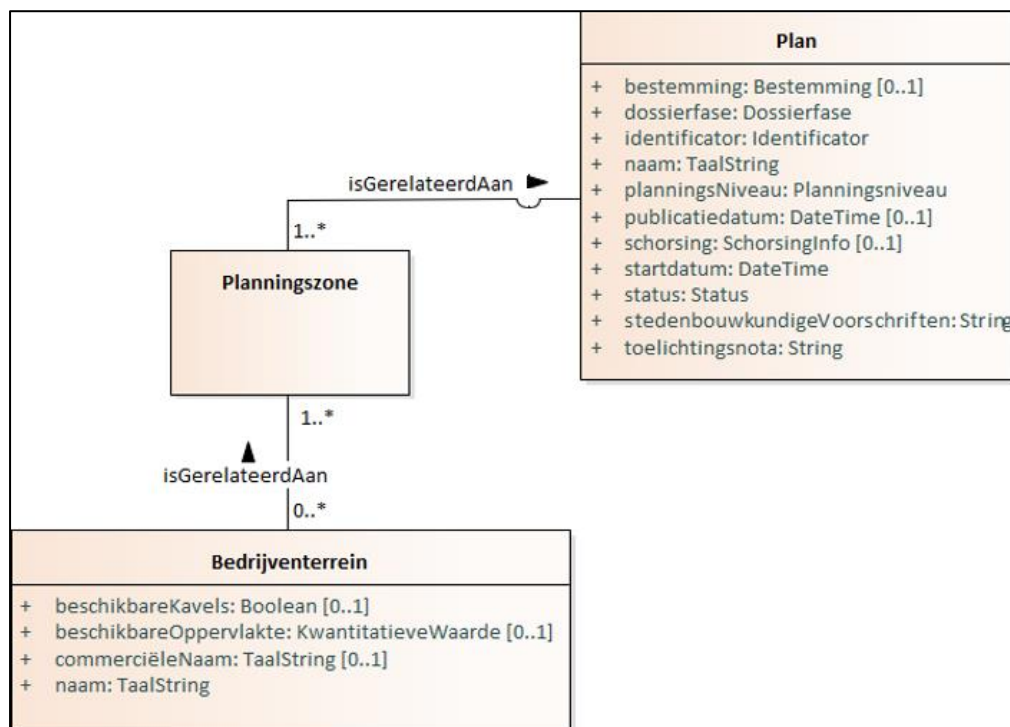 Plan
+ bestemming: Bestemming [0..1]
+ dossierfase: Dossierfase
+ identificator: Identificator
+ naam: TaalString
+ planningsNiveau: Planningsniveau
+ publicatiedatum: DateTime [0..1]
+ schorsing: SchorsingInfo [0..1]
+ startdatum: DateTime
+ status: Status
+ stedenbouwkundigeVoorschriften: String
+ toelichtingsnota: String
isGerelateerdAan
1..*
Planningszone
1..*
isGerelateerdAan
0..*
Bedrijventerrein
+ beschikbareKavels: Boolean [0..1]
+ beschikbareOppervlakte: KwantitatieveWaarde [0..1]
+ commerciëleNaam: TaalString [0..1]
+ naam: TaalString